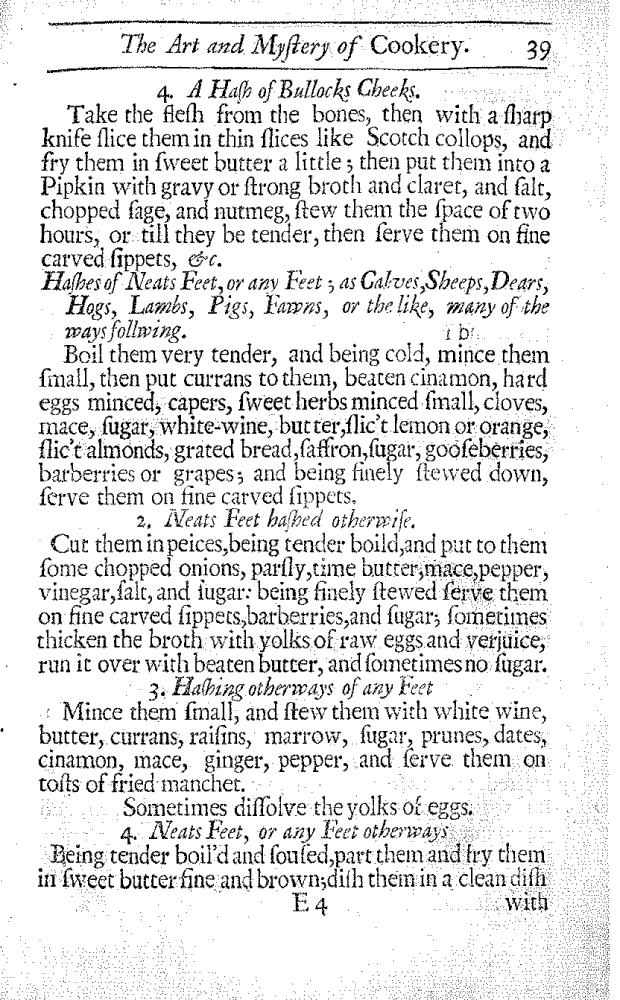 The Art and Myſtery of Cookery. 39
4. A Haſh of Bullocks Cheeks.
Take the fleſh from the bones, then with a ſharp
knife ſlice them in thin ſlices like Scotch collops, and
fry them in ſweet butter a little; then put them into a
Pipkin with gravy or ſtrong broth and claret, and ſalt,
chopped ſage, and nutmeg, ſtew them the ſpace of two
hours, or till they be tender, then ſerve them on fine
carved ſippets, &c.
Haſhes of Neats Feet, or any Feet; as Calves, Sheeps, Dears,
Hogs, Lambs, Pigs, Fawns, or the like, many of the
ways follwing.
Boil them very tender, and being cold, mince them
ſmall, then put currans to them, beaten cinamon, hard
eggs minced, capers, ſweet herbs minced ſmall, cloves,
mace, ſugar, white-wine, butter, ſlic't lemon or orange,
ſlic't almonds, grated bread, ſaffron, ſugar, gooſeberries,
barberries or grapes; and being finely ſtewed down,
ſerve them on fine carved ſippets.
2. Neats Feet haſhed otherwiſe.
Cut them in peices, being tender boild, and put to them
ſome chopped onions, parſly, time butter, mace, pepper,
vinegar, ſalt, and ſugar: being finely ſtewed ſerve them
on fine carved ſippets, barberries, and ſugar; ſometimes
thicken the broth with yolks of raw eggs and verjuice,
run it over with beaten butter, and ſometimes no ſugar.
3. Haſhing otherways of any Feet
Mince them ſmall, and ſtew them with white wine,
butter, currans, raiſins, marrow, ſugar, prunes, dates,
cinamon, mace, ginger, pepper, and ſerve them on
toſts of fried manchet.
Sometimes diſſolve the yolks of eggs.
4. Neats Feet, or any Feet otherways
Being tender boil'd and souſed, part them and fry them
in ſweet butter fine and brown; diſh them in a clean diſh
E 4 with